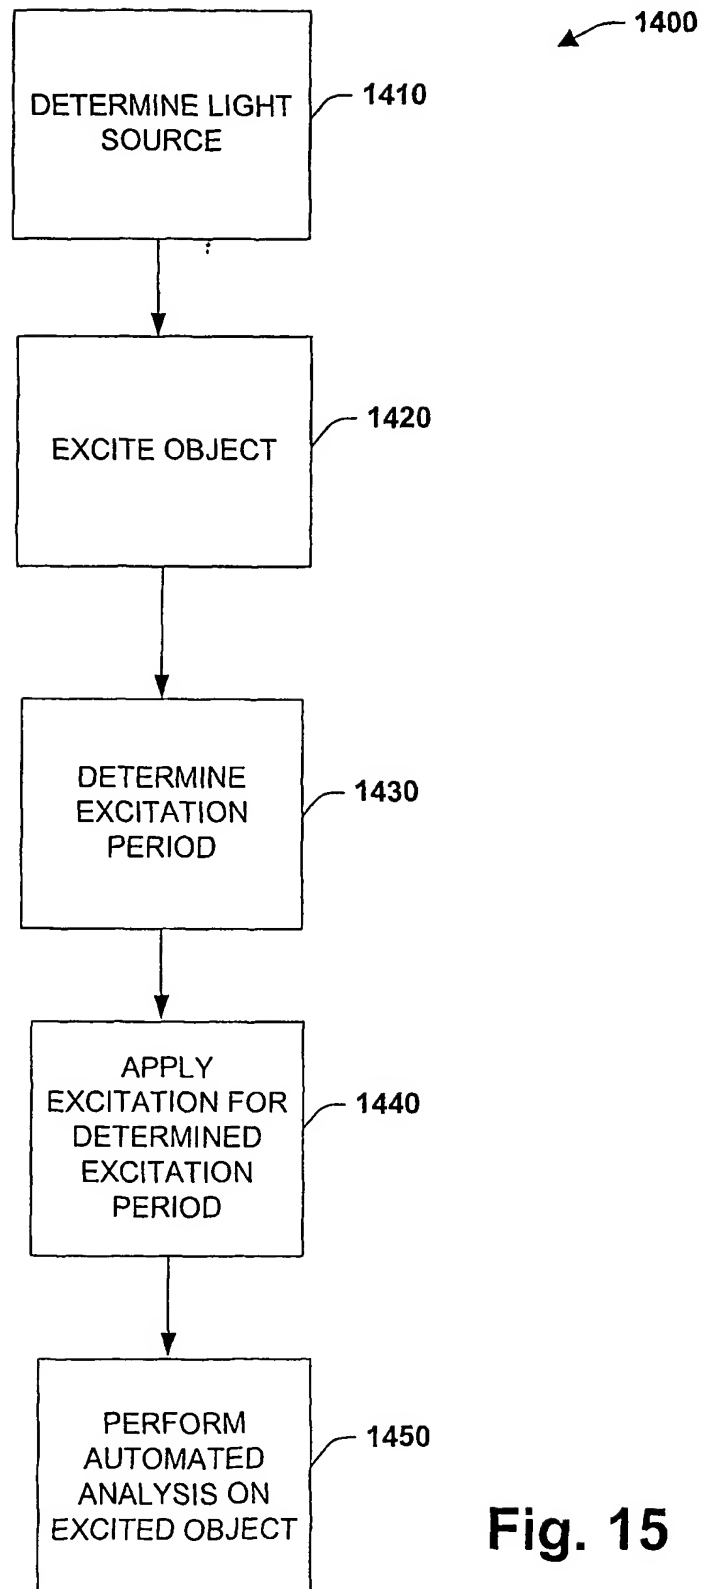 1400
DETERMINE LIGHT
SOURCE
1410
EXCITE OBJECT
1420
DETERMINE
EXCITATION
PERIOD
1430
APPLY
EXCITATION FOR
DETERMINED
EXCITATION
PERIOD
1440
PERFORM
AUTOMATED
ANALYSIS ON
EXCITED OBJECT
1450
Fig. 15